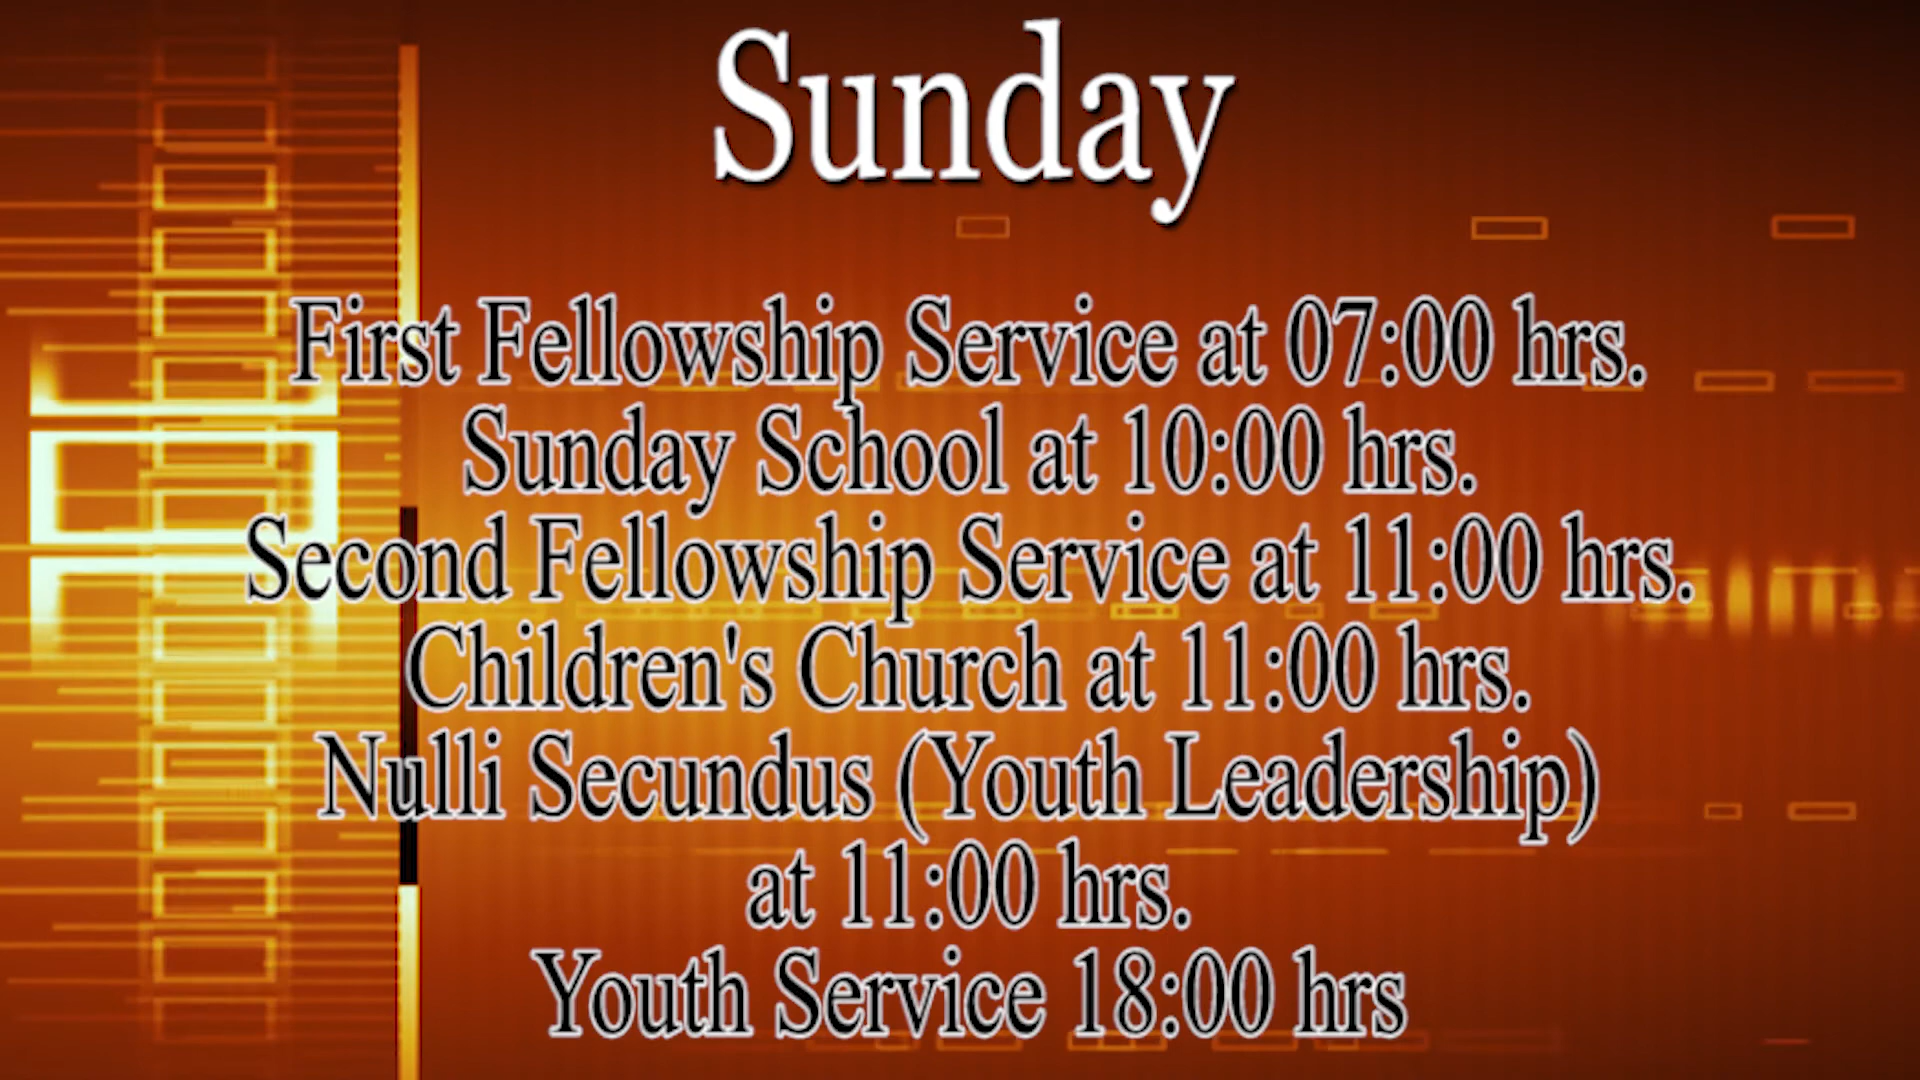 Sunday
First Fellowship Service at 07:00 hrs.
Sunday School at 10:00 hrs.
Second Fellowship Service at 11:00 hrs.
Children's Church at 11:00 hrs.
Nulli Secundus (Youth Leadership)
at 11:00 hrs.
Youth Service 18:00 hrs